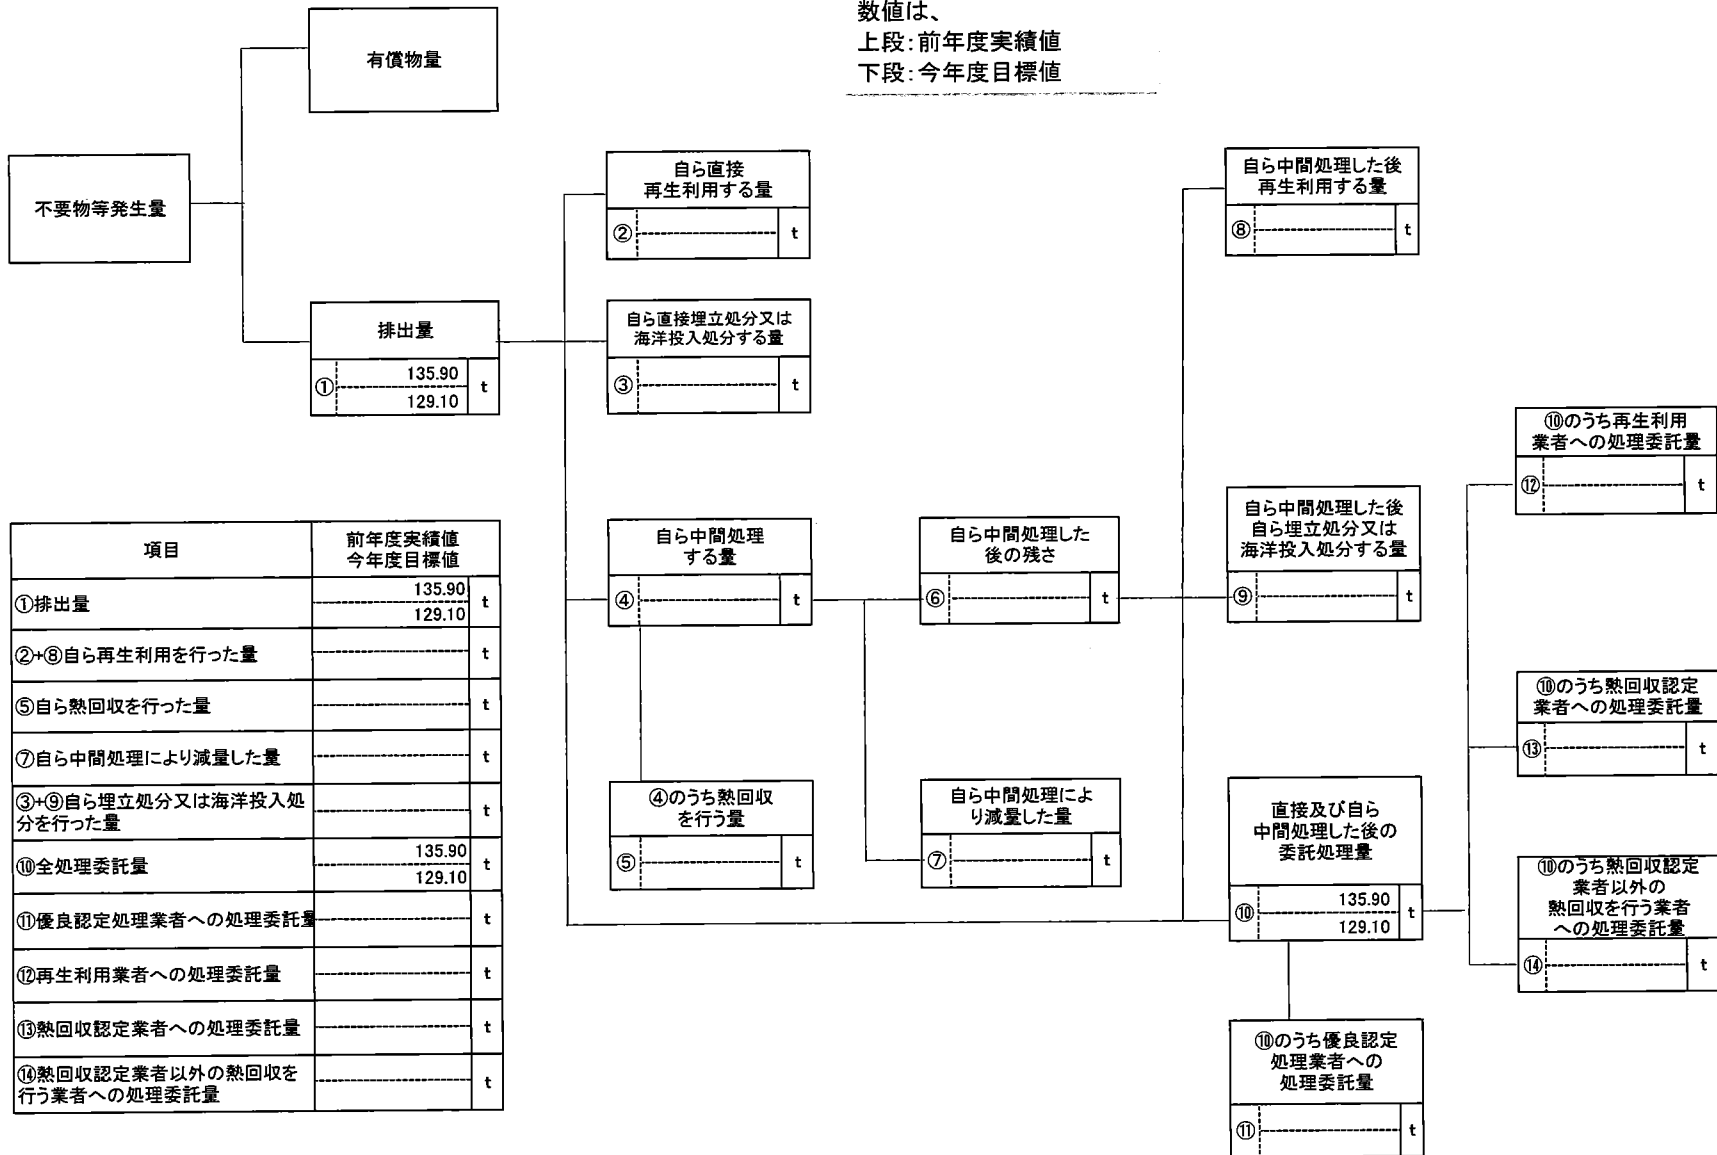 数値は、
上段：前年度実績値
下段：今年度目標値
有償物量
不要物等発生量
排出量
①
135.90
129.10
t
自ら直接
再生利用する量
②
t
自ら直接埋立処分又は
海洋投入処分する量
③
t
自ら中間処理
する量
④
t
④のうち熱回収
を行う量
⑤
t
自ら中間処理した
後の残さ
⑥
t
自ら中間処理によ
り減量した量
⑦
t
自ら中間処理した後
再生利用する量
⑧
t
自ら中間処理した後
自ら埋立処分又は
海洋投入処分する量
⑨
t
直接及び自ら
中間処理した後の
委託処理量
⑩
135.90
129.10
t
⑩のうち優良認定
処理業者への
処理委託量
⑪
t
⑩のうち再生利用
業者への処理委託量
⑫
t
⑩のうち熱回収認定
業者への処理委託量
⑬
t
⑩のうち熱回収認定
業者以外の
熱回収を行う業者
への処理委託量
⑭
t
項目
前年度実績値
今年度目標値
①排出量
135.90
129.10
t
②+⑧自ら再生利用を行った量
t
⑤自ら熱回収を行った量
t
⑦自ら中間処理により減量した量
t
③+⑨自ら埋立処分又は海洋投入処
分を行った量
t
⑩全処理委託量
135.90
129.10
t
⑪優良認定処理業者への処理委託量
t
⑫再生利用業者への処理委託量
t
⑬熱回収認定業者への処理委託量
t
⑭熱回収認定業者以外の熱回収を
行う業者への処理委託量
t